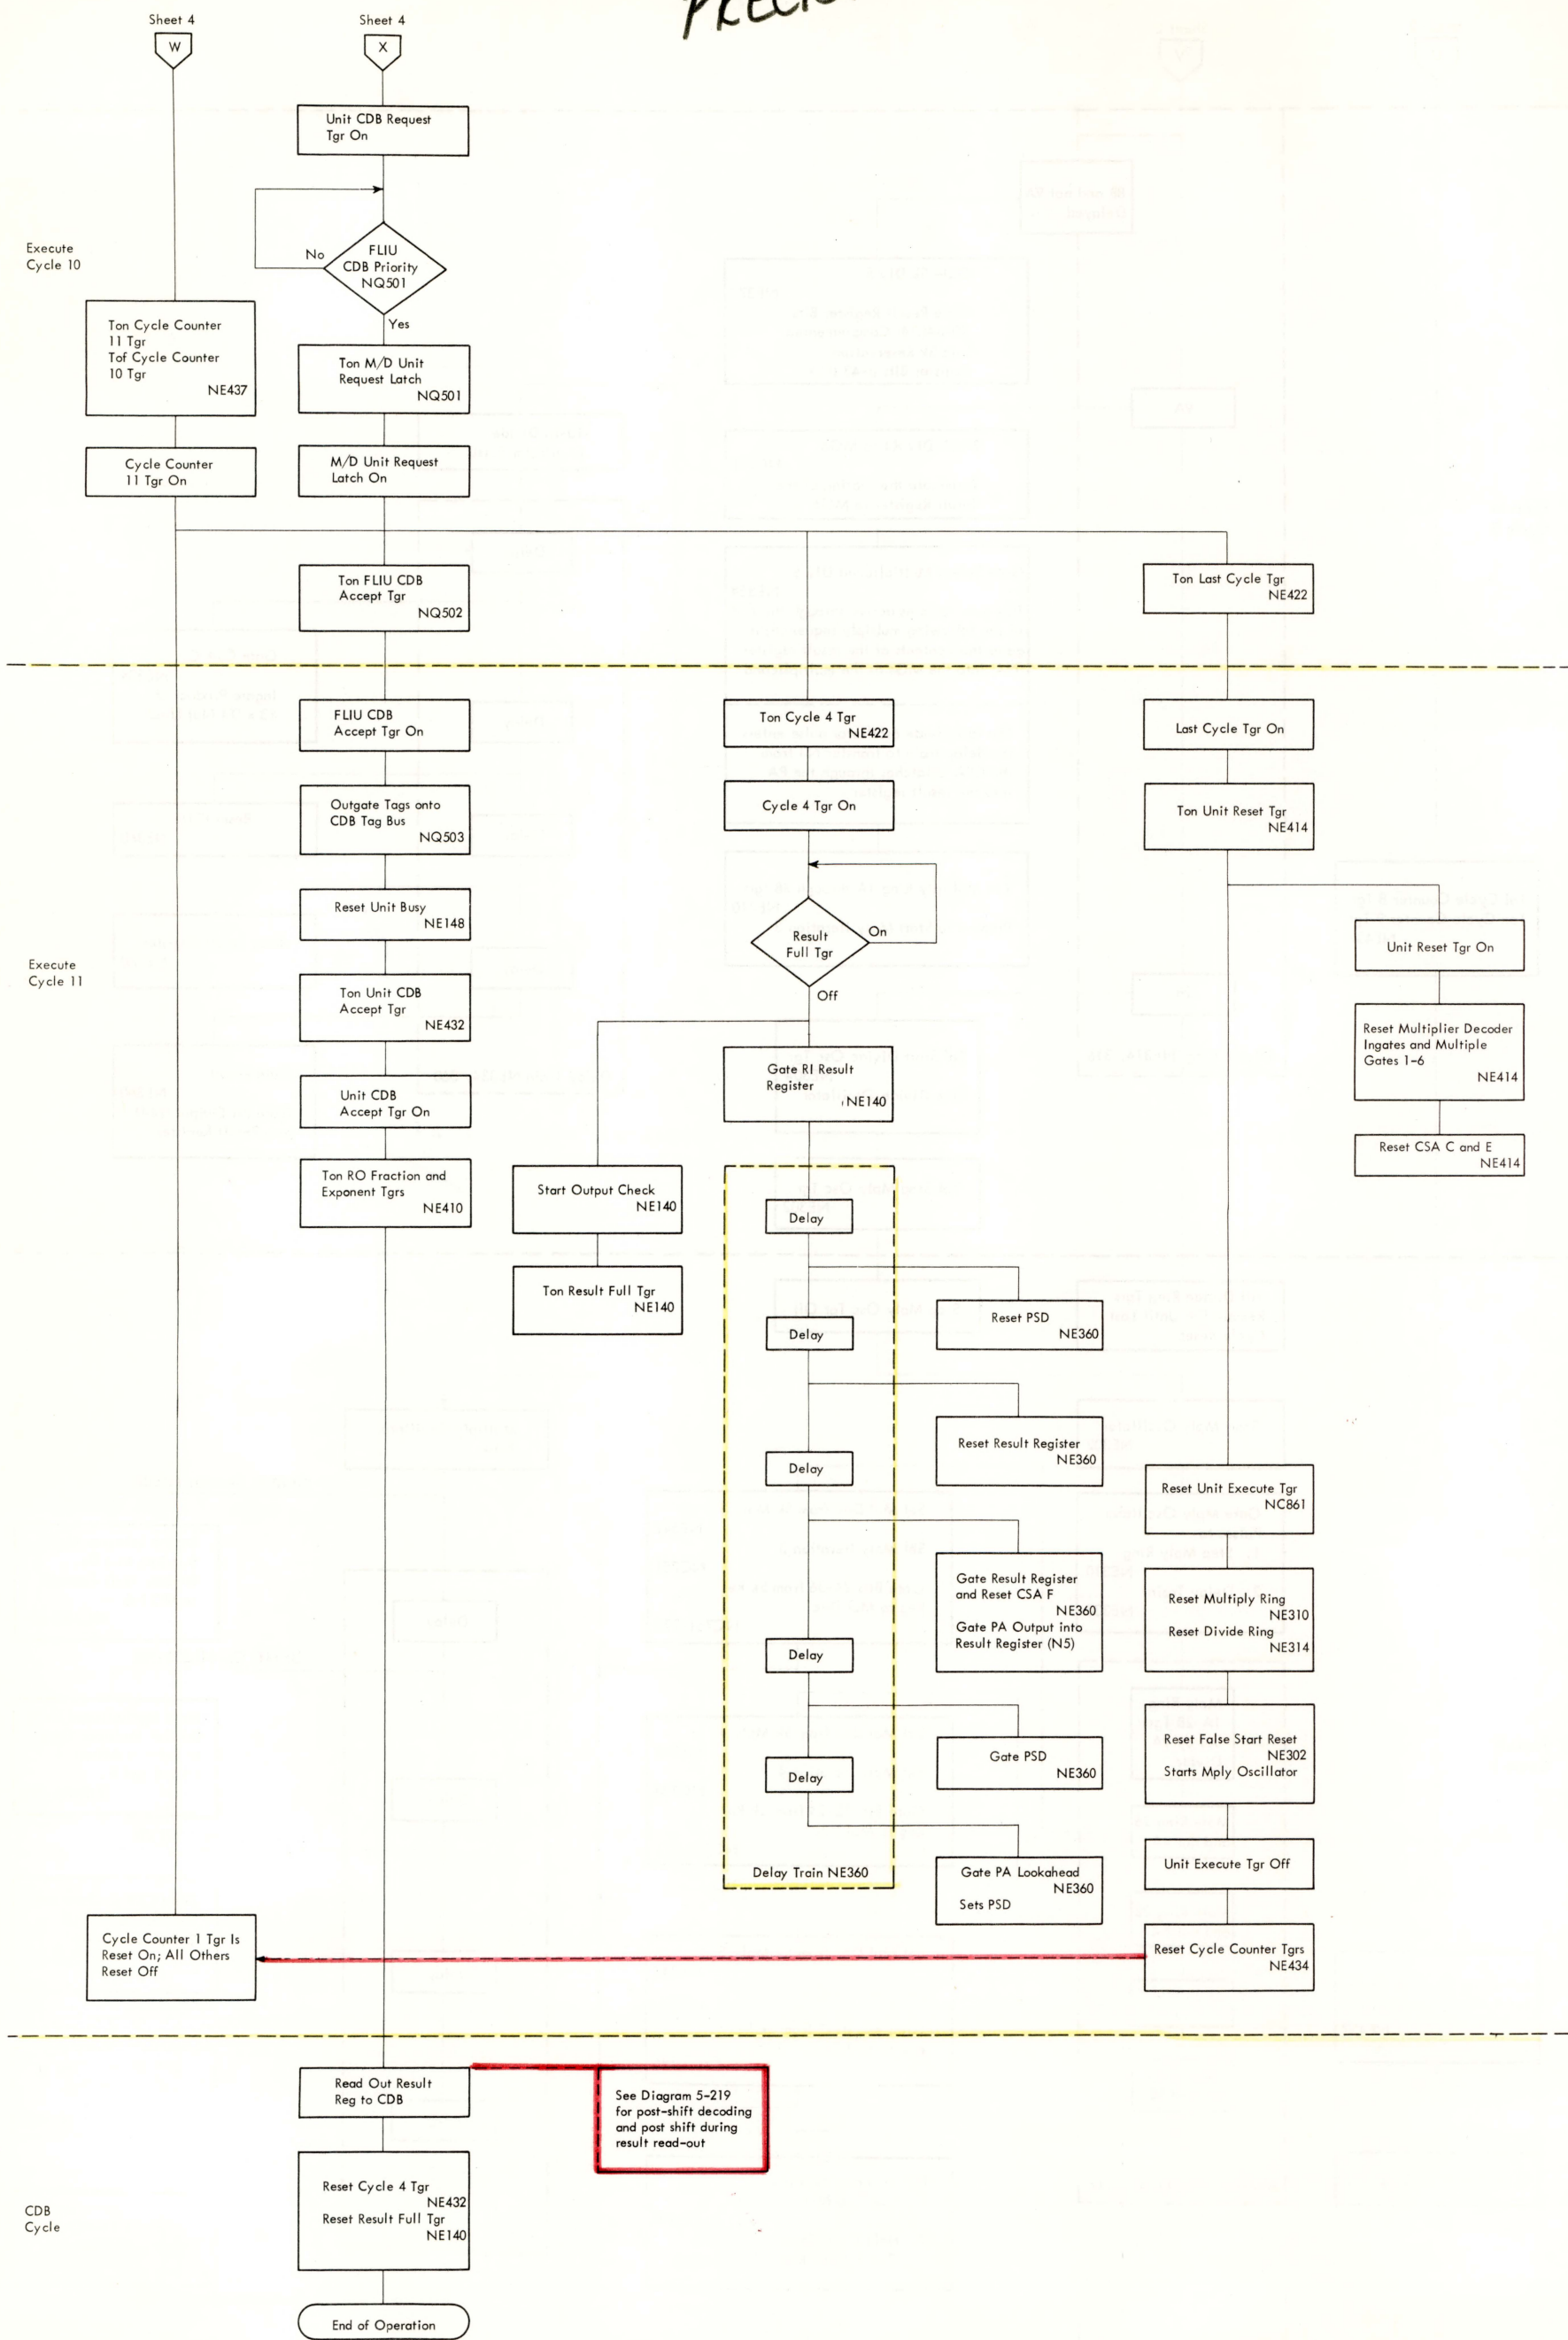 Sheet 4
W
Sheet 4
X
Unit CDB Request
Tgr On
Execute
Cycle 10
No
FLIU
CDB Priority
NQ501
Yes
Ton Cycle Counter
11 Tgr
Tof Cycle Counter
10 Tgr
NE437
Ton M/D Unit
Request Latch
NQ501
Cycle Counter
11 Tgr On
M/D Unit Request
Latch On
Ton FLIU CDB
Accept Tgr
NQ502
Ton Last Cycle Tgr
NE422
Execute
Cycle 11
FLIU CDB
Accept Tgr On
Outgate Tags onto
CDB Tag Bus
NQ503
Reset Unit Busy
NE148
Ton Unit CDB
Accept Tgr
NE432
Unit CDB
Accept Tgr On
Ton RO Fraction and
Exponent Tgrs
NE410
Ton Cycle 4 Tgr
NE422
Cycle 4 Tgr On
Result
Full Tgr
On
Off
Start Output Check
NE140
Ton Result Full Tgr
NE140
Gate RI Result
Register
NE140
Delay
Reset PSD
NE360
Delay
Reset Result Register
NE360
Delay
Gate Result Register
and Reset CSA F
NE360
Gate PA Output into
Result Register (N5)
Delay
Gate PSD
NE360
Delay
Gate PA Lookahead
NE360
Sets PSD
Delay Train NE360
Last Cycle Tgr On
Ton Unit Reset Tgr
NE414
Unit Reset Tgr On
Reset Multiplier Decoder
Ingates and Multiple
Gates 1-6
NE414
Reset CSA C and E
NE414
Reset Unit Execute Tgr
NC861
Reset Multiply Ring
NE310
Reset Divide Ring
NE314
Reset False Start Reset
NE302
Starts Mply Oscillator
Unit Execute Tgr Off
Reset Cycle Counter Tgrs
NE434
Cycle Counter 1 Tgr Is
Reset On; All Others
Reset Off
CDB
Cycle
Read Out Result
Reg to CDB
See Diagram 5-219
for post-shift decoding
and post shift during
result read-out
Reset Cycle 4 Tgr
NE432
Reset Result Full Tgr
NE140
End of Operation